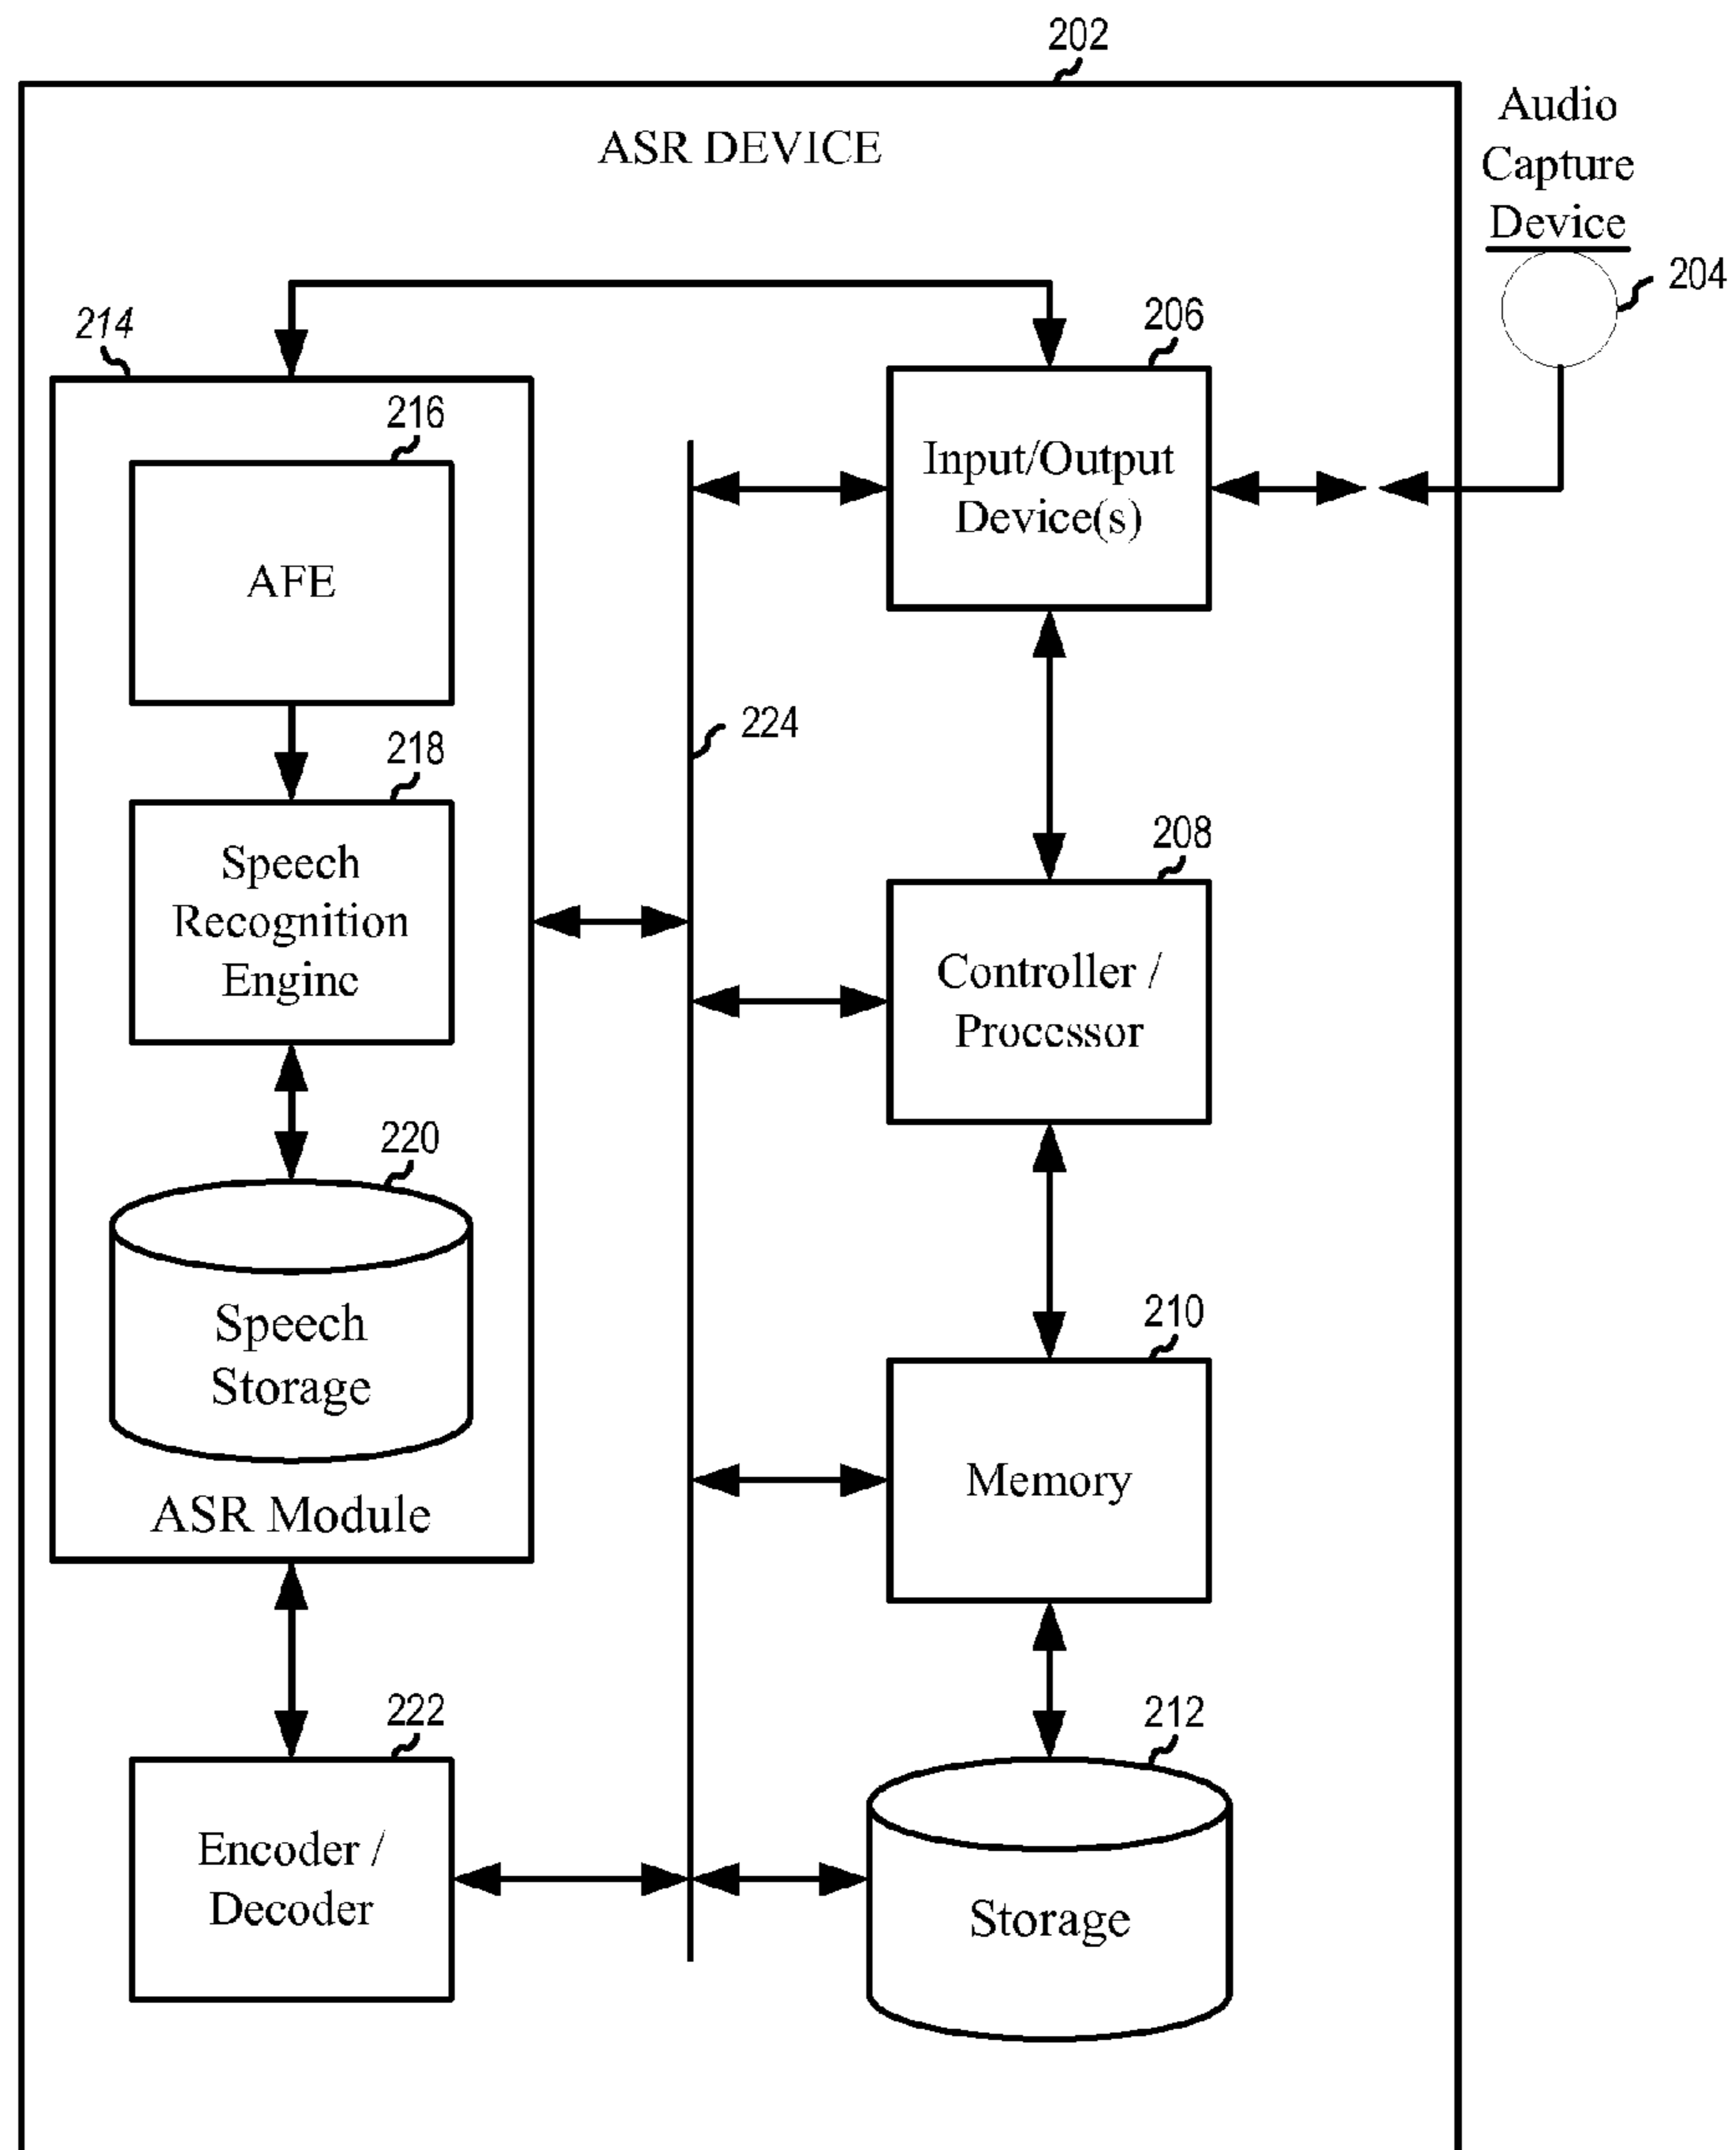 202
ASR DEVICE
Audio
Capture
Device
204
214
206
216
Input/Output
Device(s)
AFE
224
218
208
Speech
Recognition
Engine
Controller /
Processor
220
210
Speech
Storage
Memory
ASR Module
222
212
Encoder /
Decoder
Storage